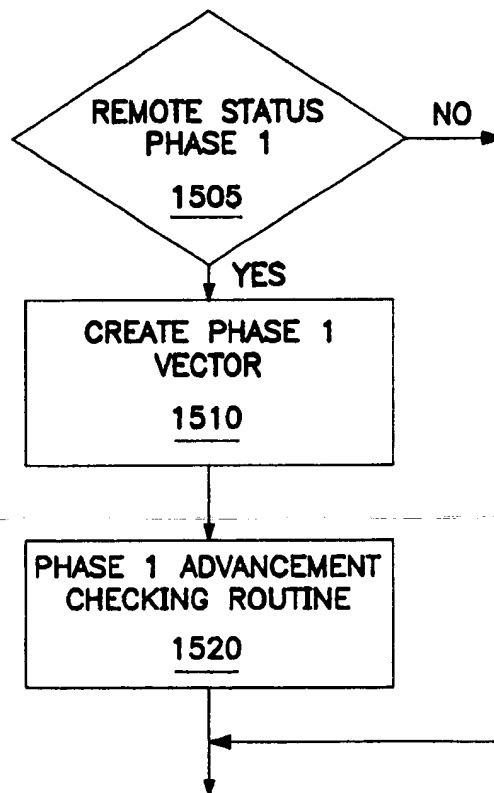 REMOTE STATUS
PHASE 1
1505
NO
YES
CREATE PHASE 1
VECTOR
1510
PHASE 1 ADVANCEMENT
CHECKING ROUTINE
1520